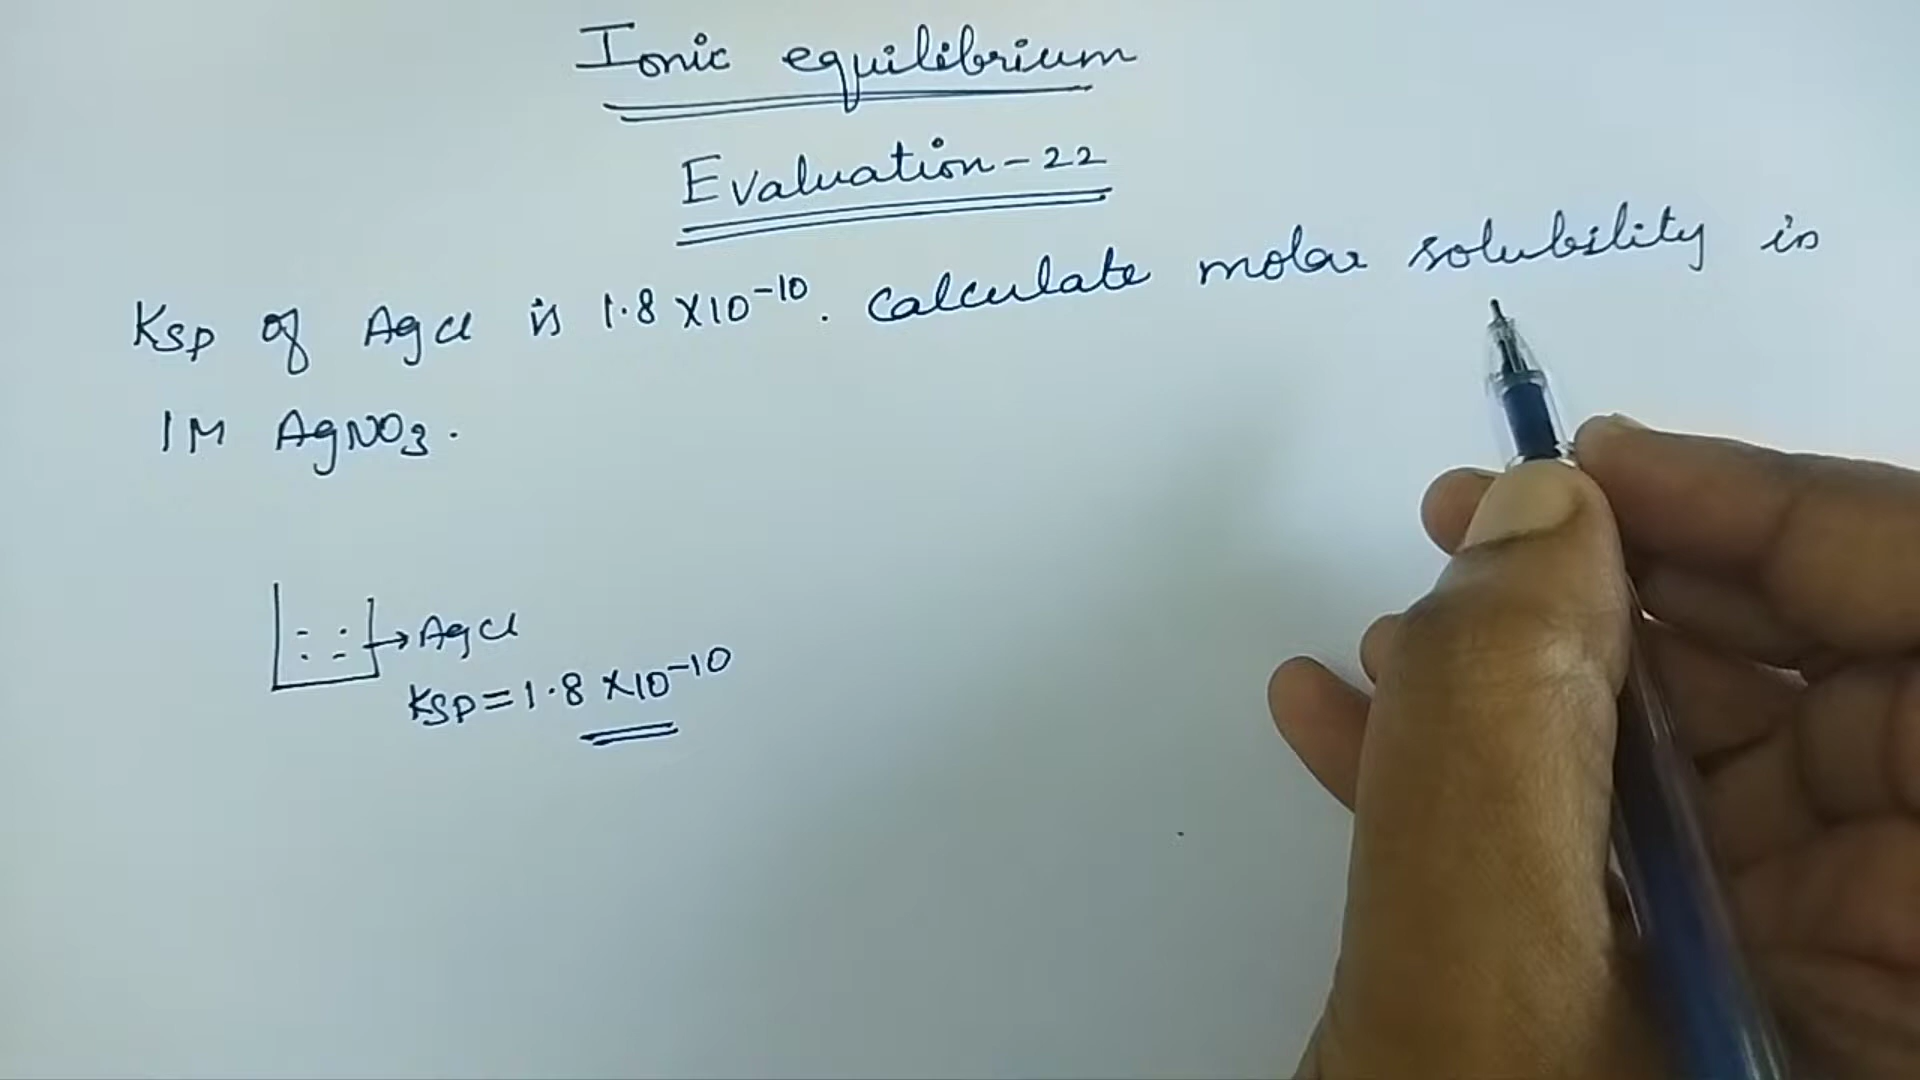 Ionic equilibrium
Evaluation-22
Ksp of AgCl is 1.8 X10⁻¹⁰. Calculate molar solubility in
1M AgNO₃.
→AgCl
Ksp=1.8 X10⁻¹⁰